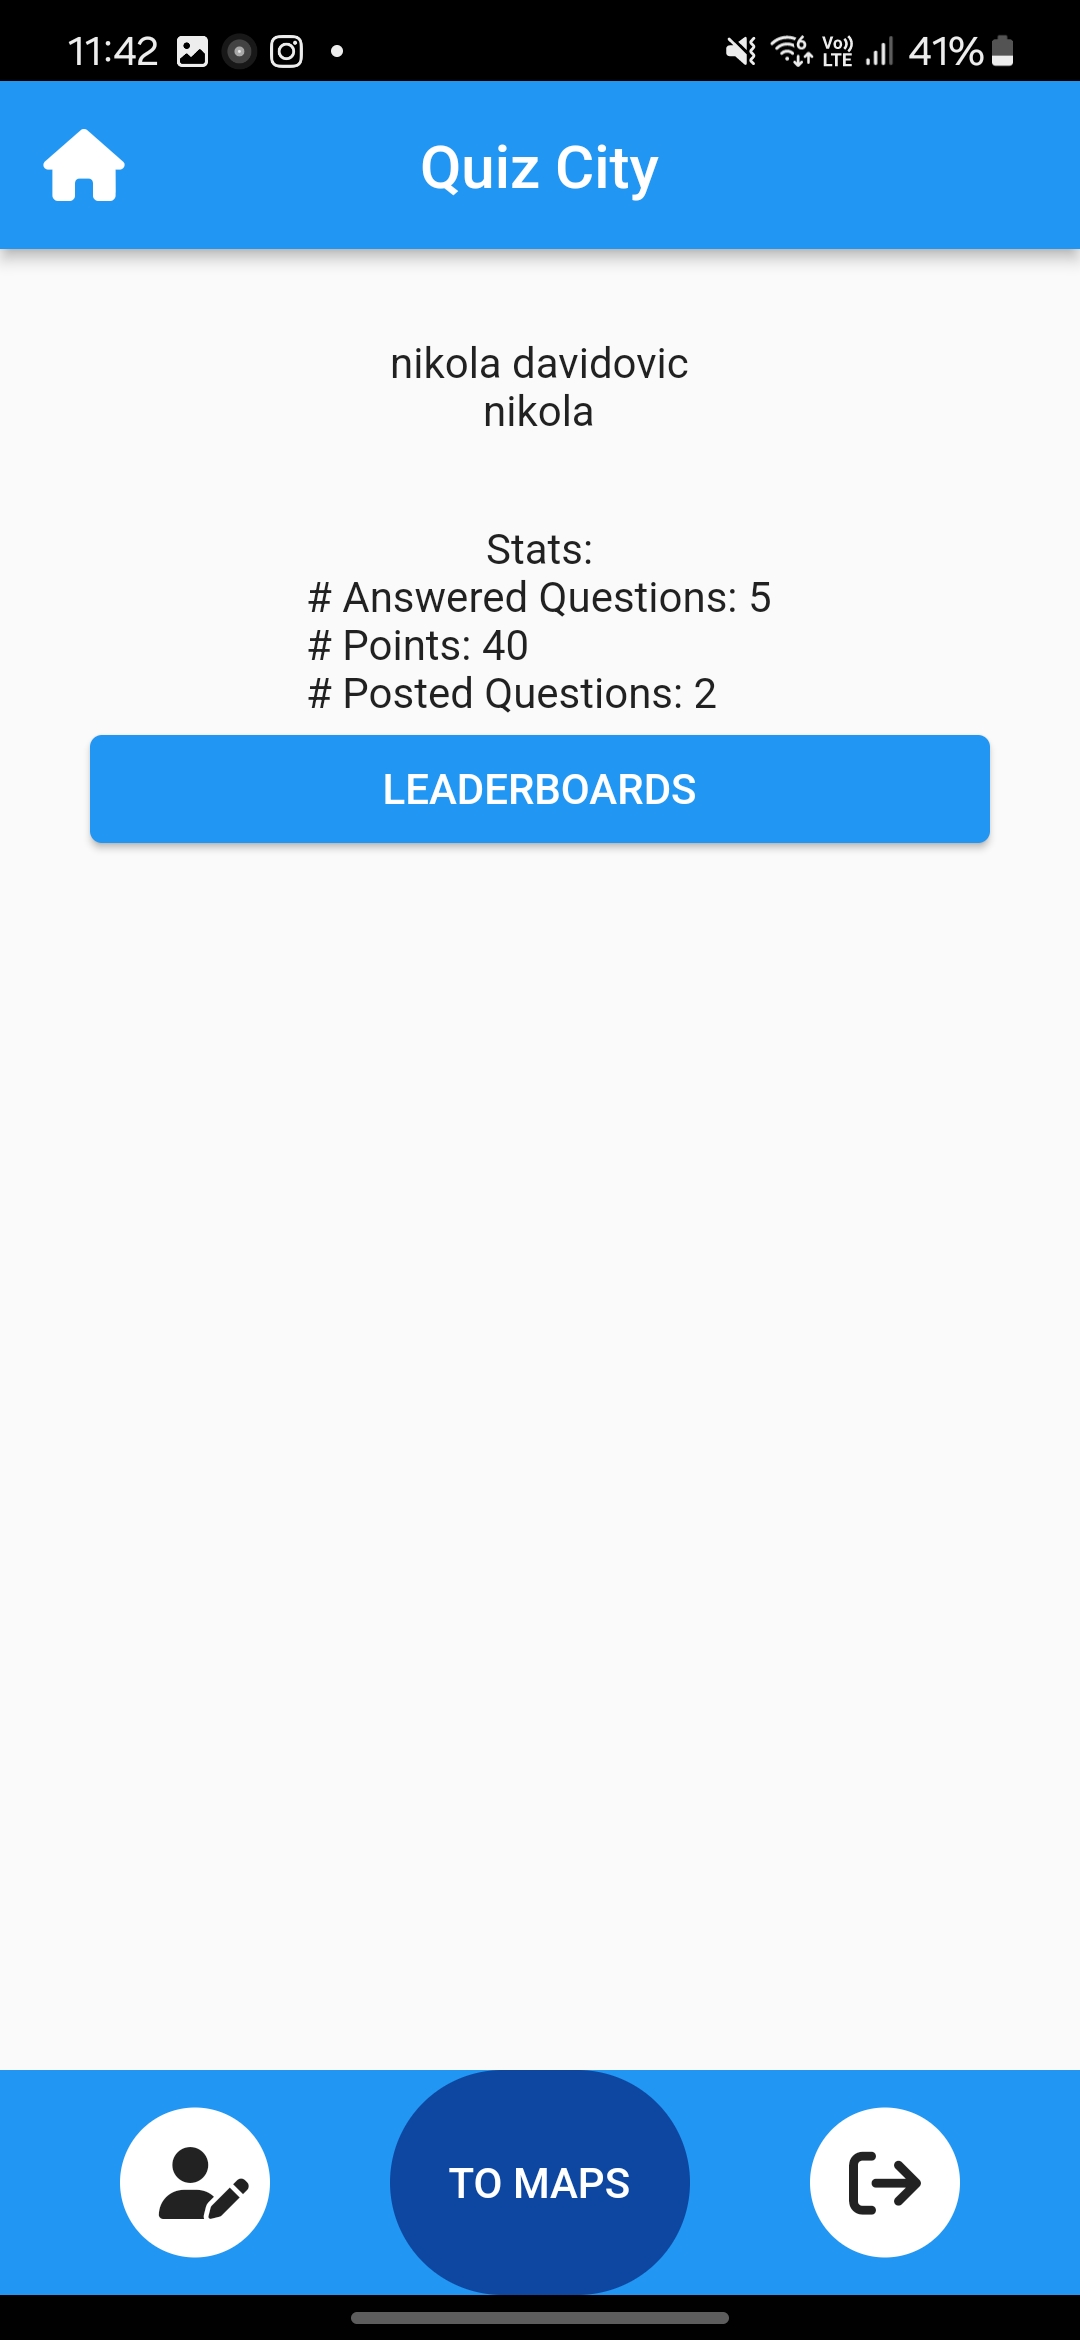 11:42
Vo)) LTE
41%
Quiz City
nikola davidovic
nikola
Stats:
# Answered Questions: 5
# Points: 40
# Posted Questions: 2
LEADERBOARDS
TO MAPS